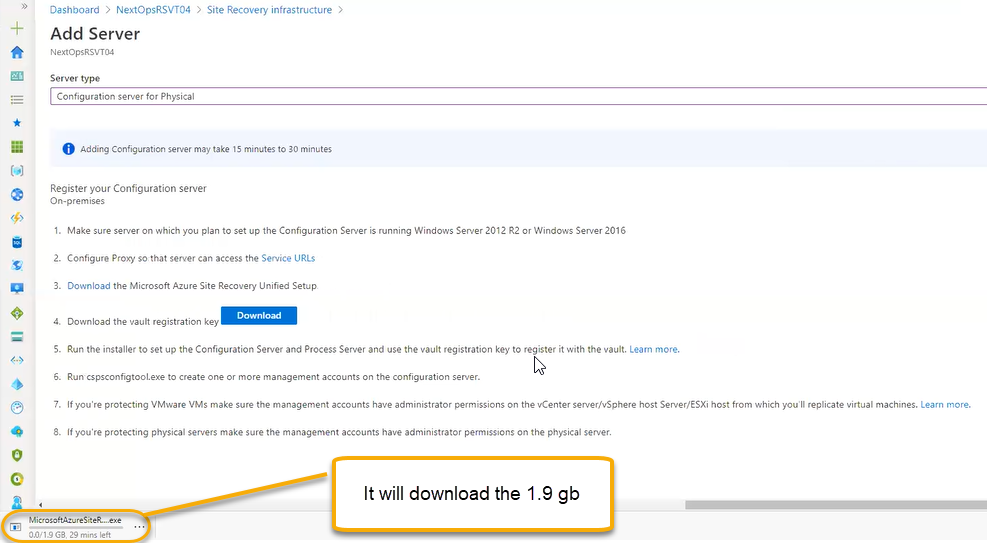 Dashboard > NextOpsRSVT04 > Site Recovery infrastructure >
Add Server
NextOpsRSVT04
Server type
Configuration server for Physical
Adding Configuration server may take 15 minutes to 30 minutes
Register your Configuration server
On-premises
1. Make sure server on which you plan to set up the Configuration Server is running Windows Server 2012 R2 or Windows Server 2016
2. Configure Proxy so that server can access the Service URLs
3. Download the Microsoft Azure Site Recovery Unified Setup.
4. Download the vault registration key Download
5. Run the installer to set up the Configuration Server and Process Server and use the vault registration key to register it with the vault. Learn more.
6. Run cspsconfigtool.exe to create one or more management accounts on the configuration server.
7. If you're protecting VMware VMs make sure the management accounts have administrator permissions on the vCenter server/vSphere host Server/ESXi host from which you'll replicate virtual machines. Learn more.
8. If you're protecting physical servers make sure the management accounts have administrator permissions on the physical server.
It will download the 1.9 gb
MicrosoftAzureSiteR....exe
0.0/1.9 GB, 29 mins left